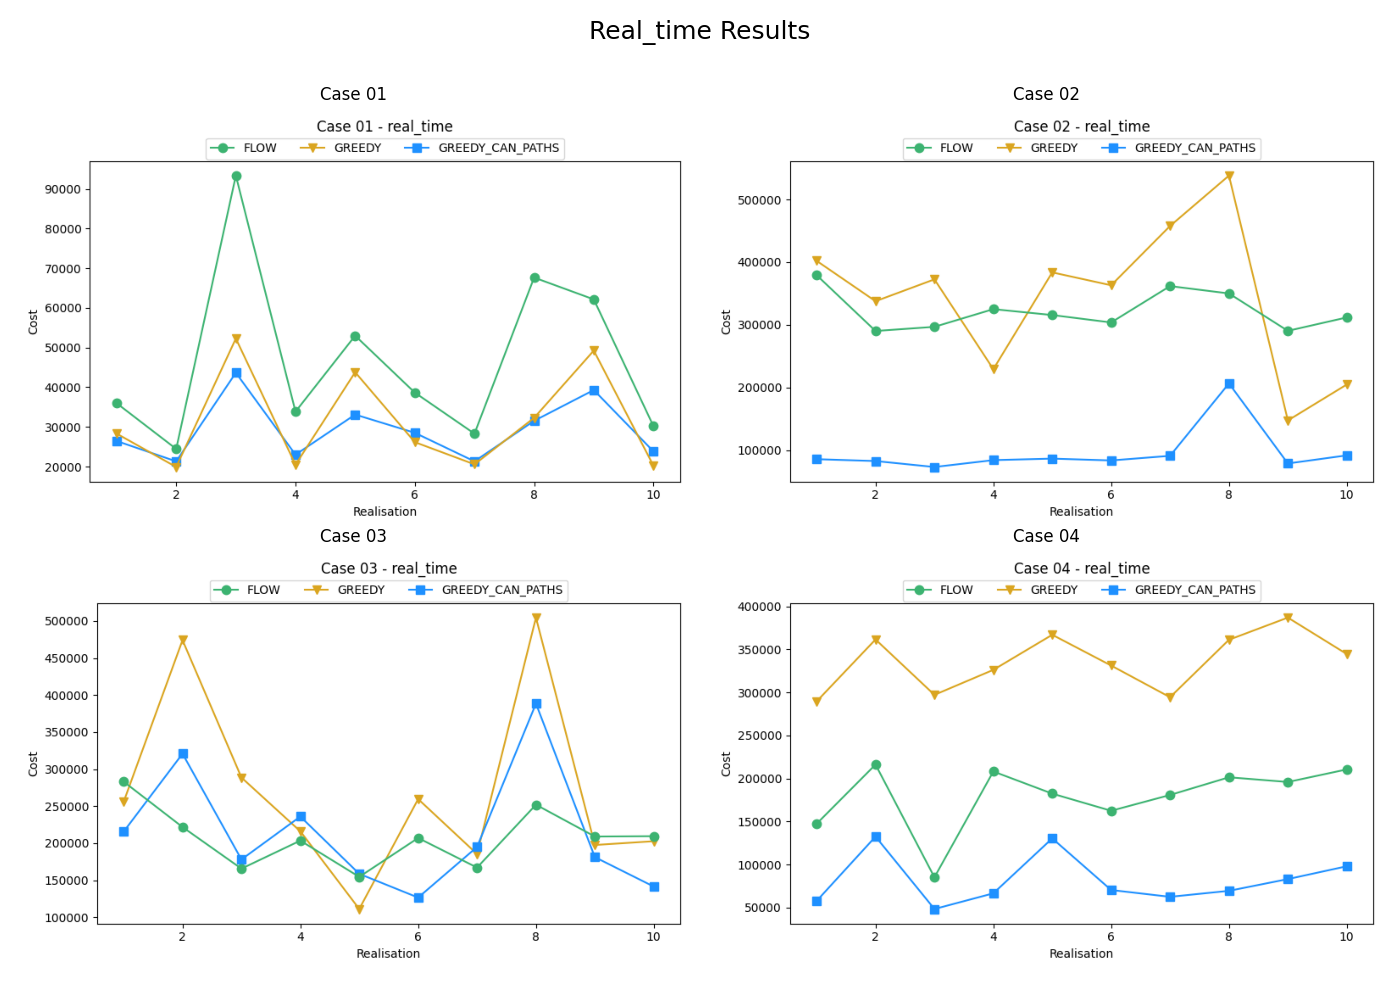 Real_time Results
Case 01
Case 01 - real_time
FLOW GREEDY GREEDY_CAN_PATHS
90000
80000
70000
60000
50000
40000
30000
20000
Cost
2 4 6 8 10
Realisation
Case 02
Case 02 - real_time
FLOW GREEDY GREEDY_CAN_PATHS
500000
400000
300000
200000
100000
Cost
2 4 6 8 10
Realisation
Case 03
Case 03 - real_time
FLOW GREEDY GREEDY_CAN_PATHS
500000
450000
400000
350000
300000
250000
200000
150000
100000
Cost
2 4 6 8 10
Realisation
Case 04
Case 04 - real_time
FLOW GREEDY GREEDY_CAN_PATHS
400000
350000
300000
250000
200000
150000
100000
50000
Cost
2 4 6 8 10
Realisation